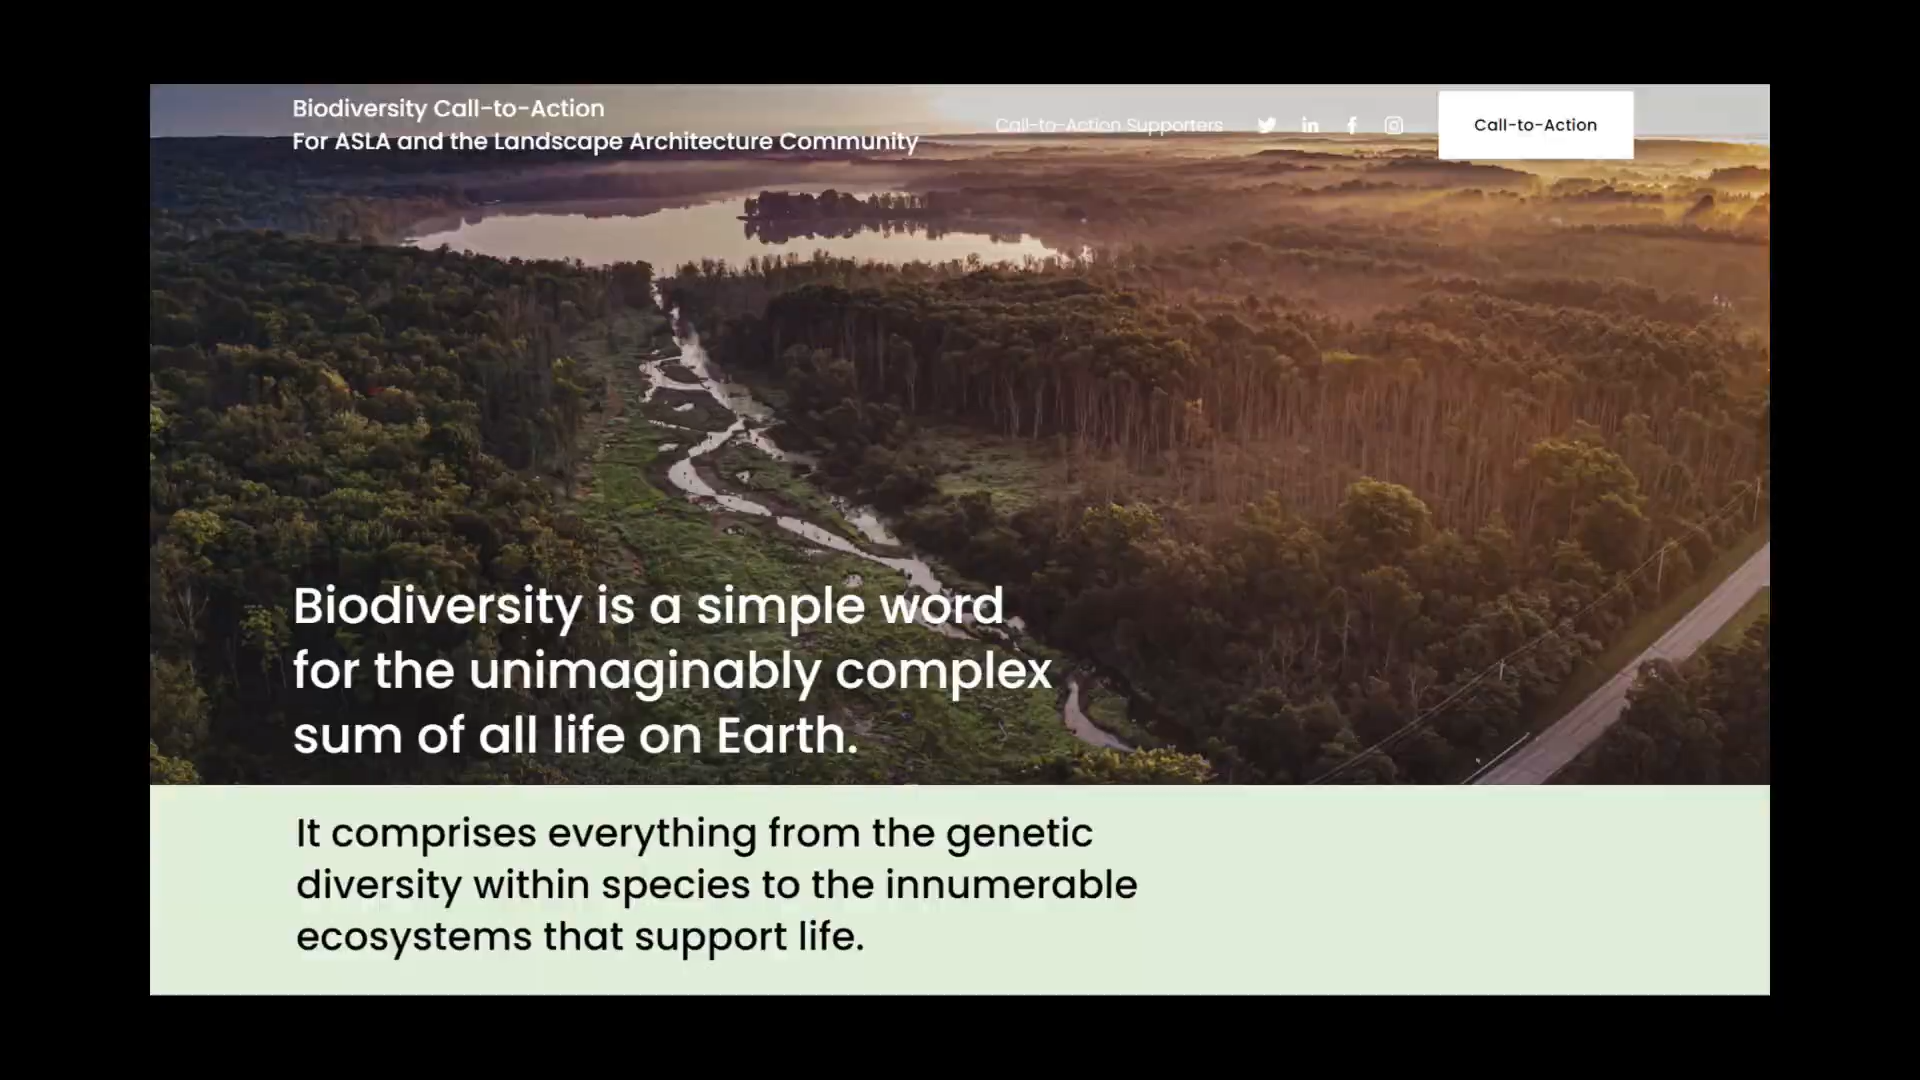 Biodiversity Call-to-Action
For ASLA and the Landscape Architecture Community
Call-to-Action Supporters
Call-to-Action
Biodiversity is a simple word
for the unimaginably complex
sum of all life on Earth.
It comprises everything from the genetic
diversity within species to the innumerable
ecosystems that support life.